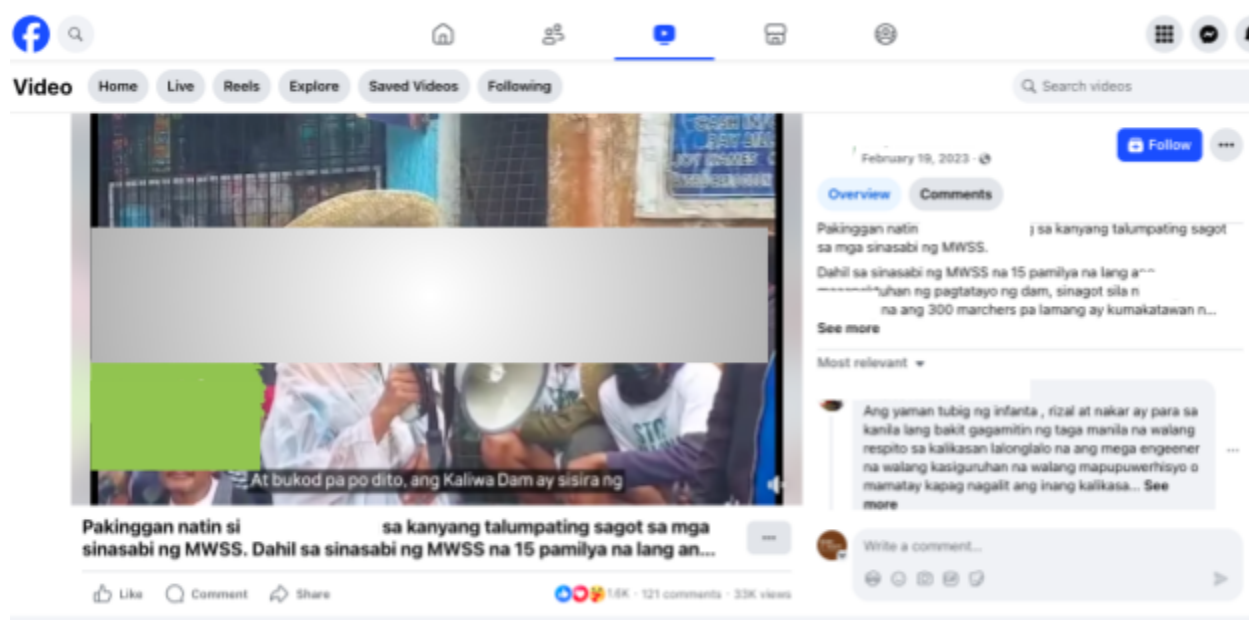 Video
Home
Live
Reels
Explore
Saved Videos
Following
Search videos
February 19, 2023
Follow
Overview
Comments
Pakinggan natin sa kanyang talumpating sagot
sa mga sinasabi ng MWSS.
Dahil sa sinasabi ng MWSS na 15 pamilya na lang
ng pagtatayo ng dam, sinagot sila
na ang 300 marchers pa lamang ay kumakatawan n...
See more
Most relevant
Ang yaman tubig ng infanta , rizal at nakar ay para sa
kanila lang bakit gagamitin ng taga manila na walang
respito sa kalikasan lalonglalo na ang mega engeener
na walang kasiguruhan na walang mapupuwerhisyo o
mamatay kapag nagalit ang inang kalikasa... See
more
Write a comment...
CASH IN
At bukod pa po dito, ang Kaliwa Dam ay sisira ng
Pakinggan natin si sa kanyang talumpating sagot sa mga
sinasabi ng MWSS. Dahil sa sinasabi ng MWSS na 15 pamilya na lang an...
Like
Comment
Share
1.6K · 121 comments · 33K views